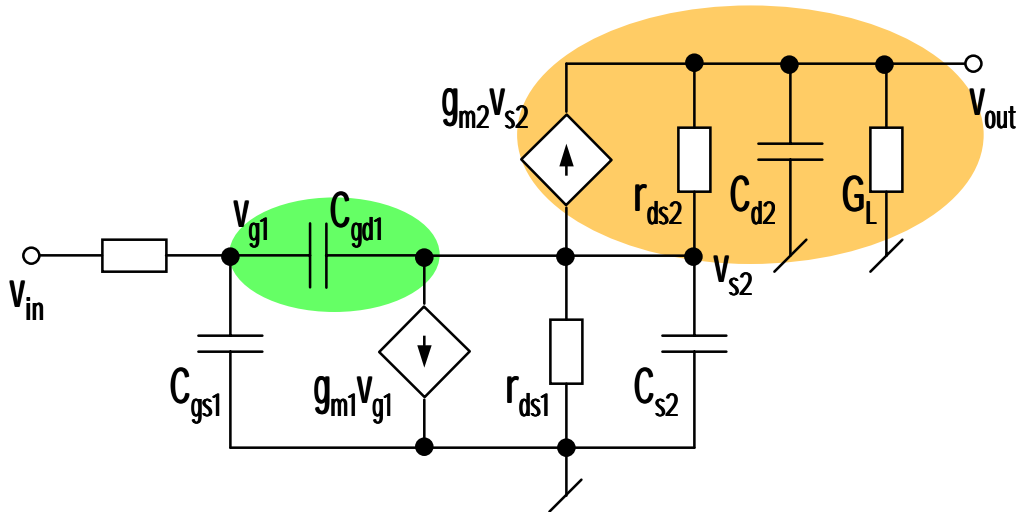 gm2vs2
vout
rds2
Cd2
GL
vg1
Cgd1
vs2
vin
Cgs1
gm1vg1
rds1
Cs2